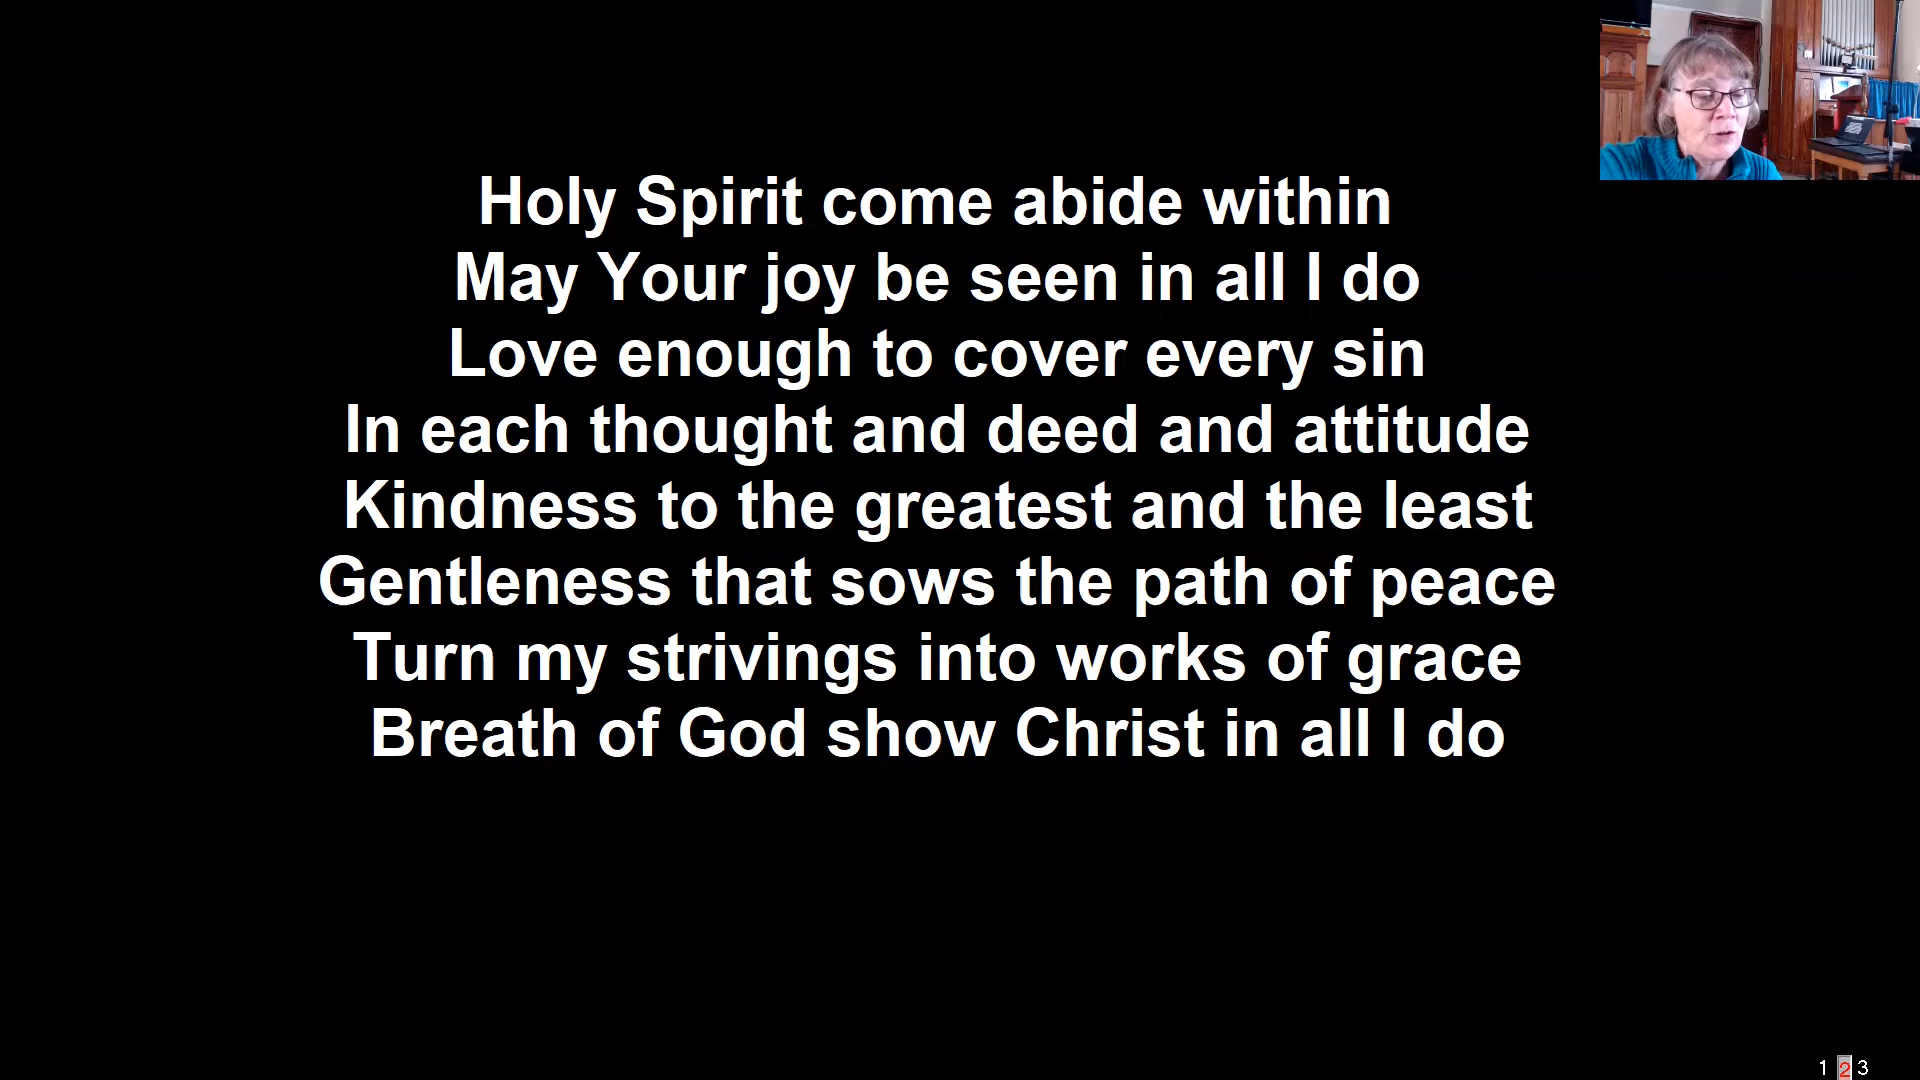 Holy Spirit come abide within
May Your joy be seen in all I do
Love enough to cover every sin
In each thought and deed and attitude
Kindness to the greatest and the least
Gentleness that sows the path of peace
Turn my strivings into works of grace
Breath of God show Christ in all I do
1 2 3